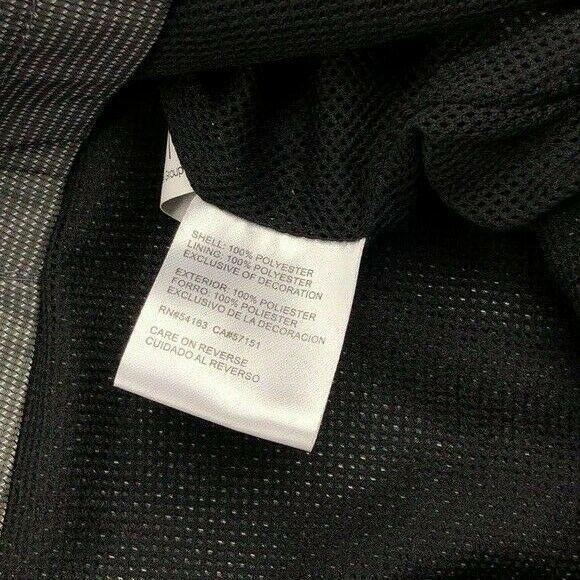 SHELL: 100% POLYESTER
LINING: 100% POLYESTER
EXCLUSIVE OF DECORATION
EXTERIOR: 100% POLIESTER
FORRO: 100% POLIESTER
EXCLUSIVO DE LA DECORACION
RN#54163 CA#57151
CARE ON REVERSE
CUIDADO AL REVERSO